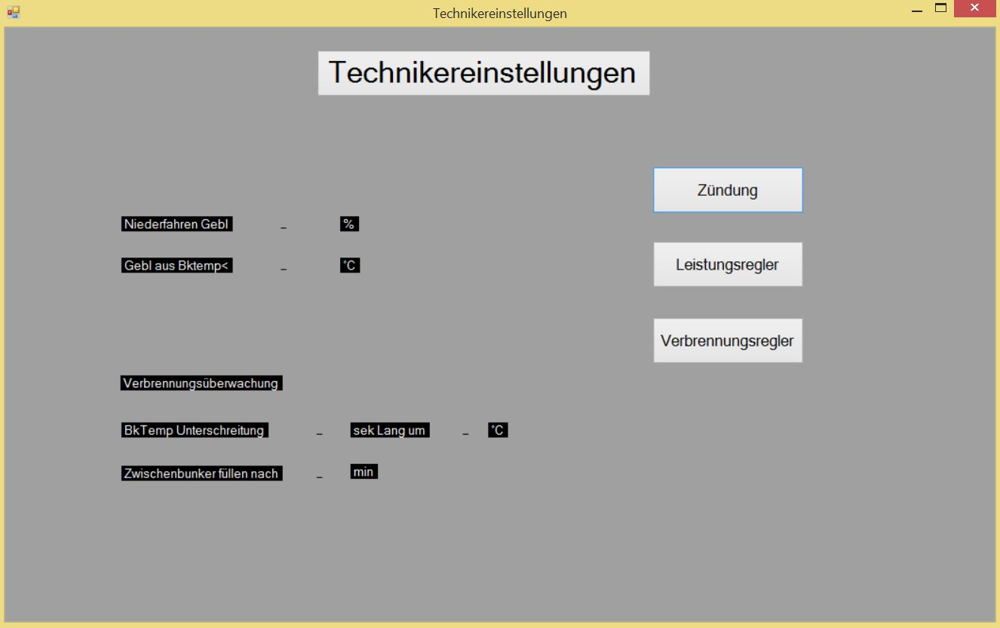 Technikereinstellungen
Technikereinstellungen
Zündung
Niederfahren Gebl _ %
Leistungsregler
Gebl aus Bktemp< _ °C
Verbrennungsregler
Verbrennungsüberwachung
BkTemp Unterschreitung _ sek Lang um _ °C
Zwischenbunker füllen nach _ min